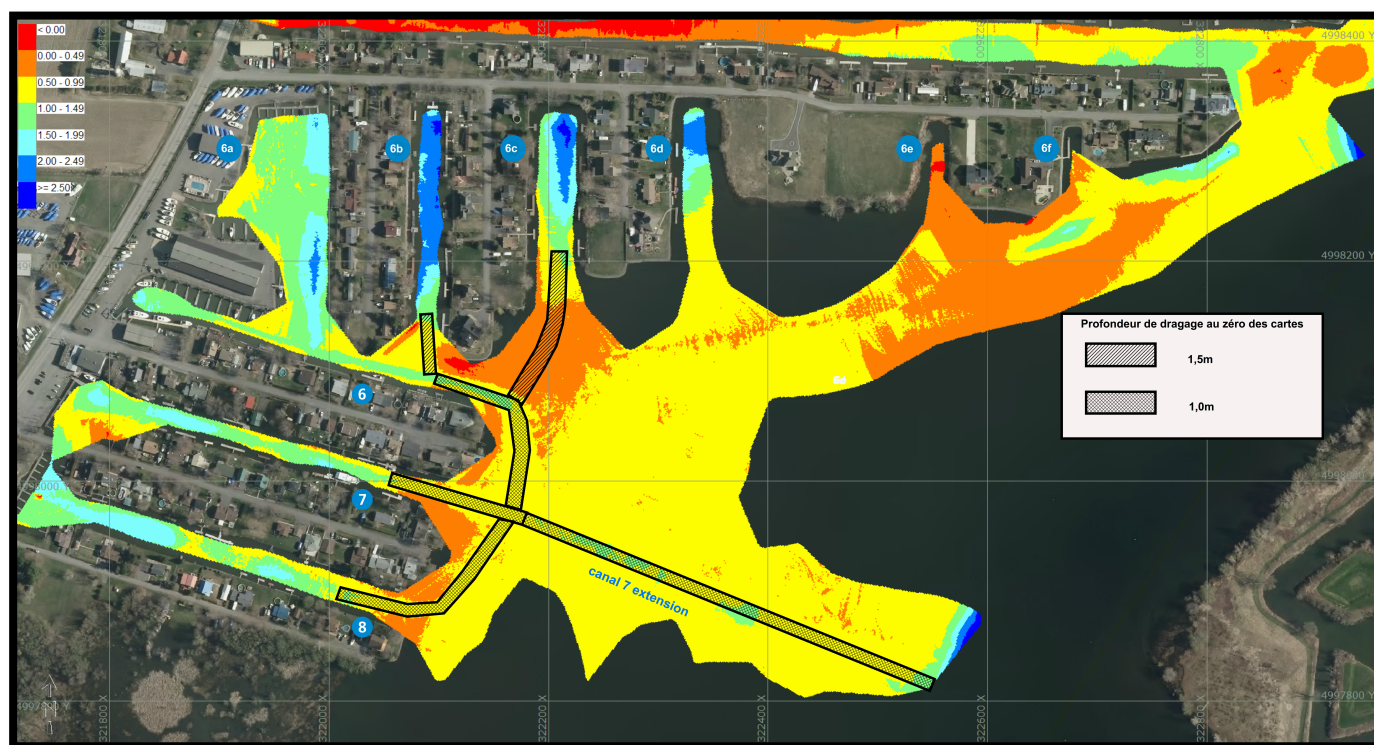 < 0.00
0.00 - 0.49
0.50 - 0.99
1.00 - 1.49
1.50 - 1.99
2.00 - 2.49
>= 2.50
4998400 Y
6a
6b
6c
6d
6e
6f
4998200 Y
Profondeur de dragage au zéro des cartes
1,5m
1,0m
6d
6
7
8
canal 7 extension
4997800 Y
321800 X
322000 X
322200 X
322400 X
322600 X
322800 X